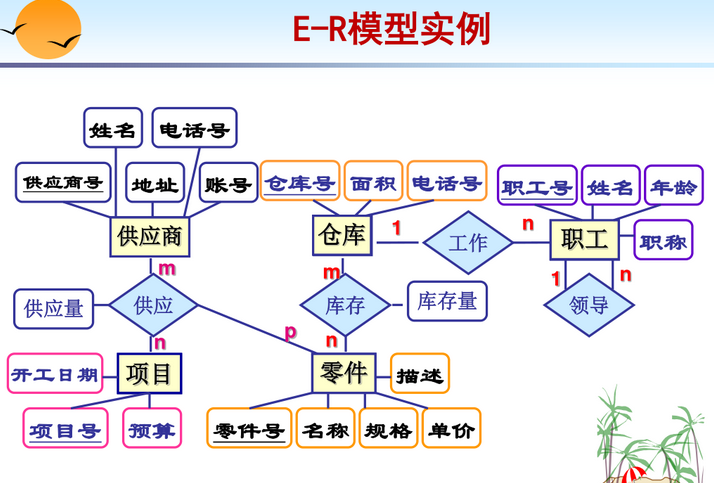 E-R模型实例
姓名 电话号
供应商号 地址 账号 仓库号 面积 电话号 职工号 姓名 年龄
供应商 仓库 1 工作 n 职工 职称
m m 1 n
供应量 供应 库存 库存量 领导
n p n
开工日期 项目 零件 描述
项目号 预算 零件号 名称 规格 单价